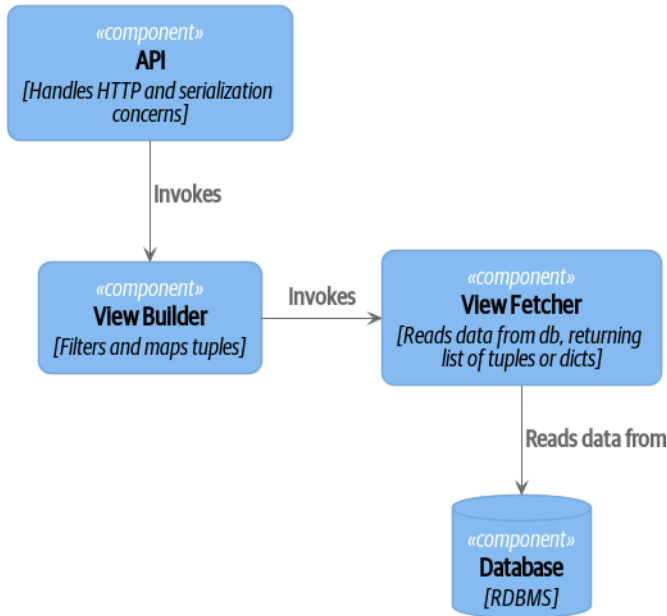 «component»
API
[Handles HTTP and serialization
concerns]
Invokes
«component»
View Builder
[Filters and maps tuples]
Invokes
«component»
View Fetcher
[Reads data from db, returning
list of tuples or dicts]
Reads data from
«component»
Database
[RDBMS]